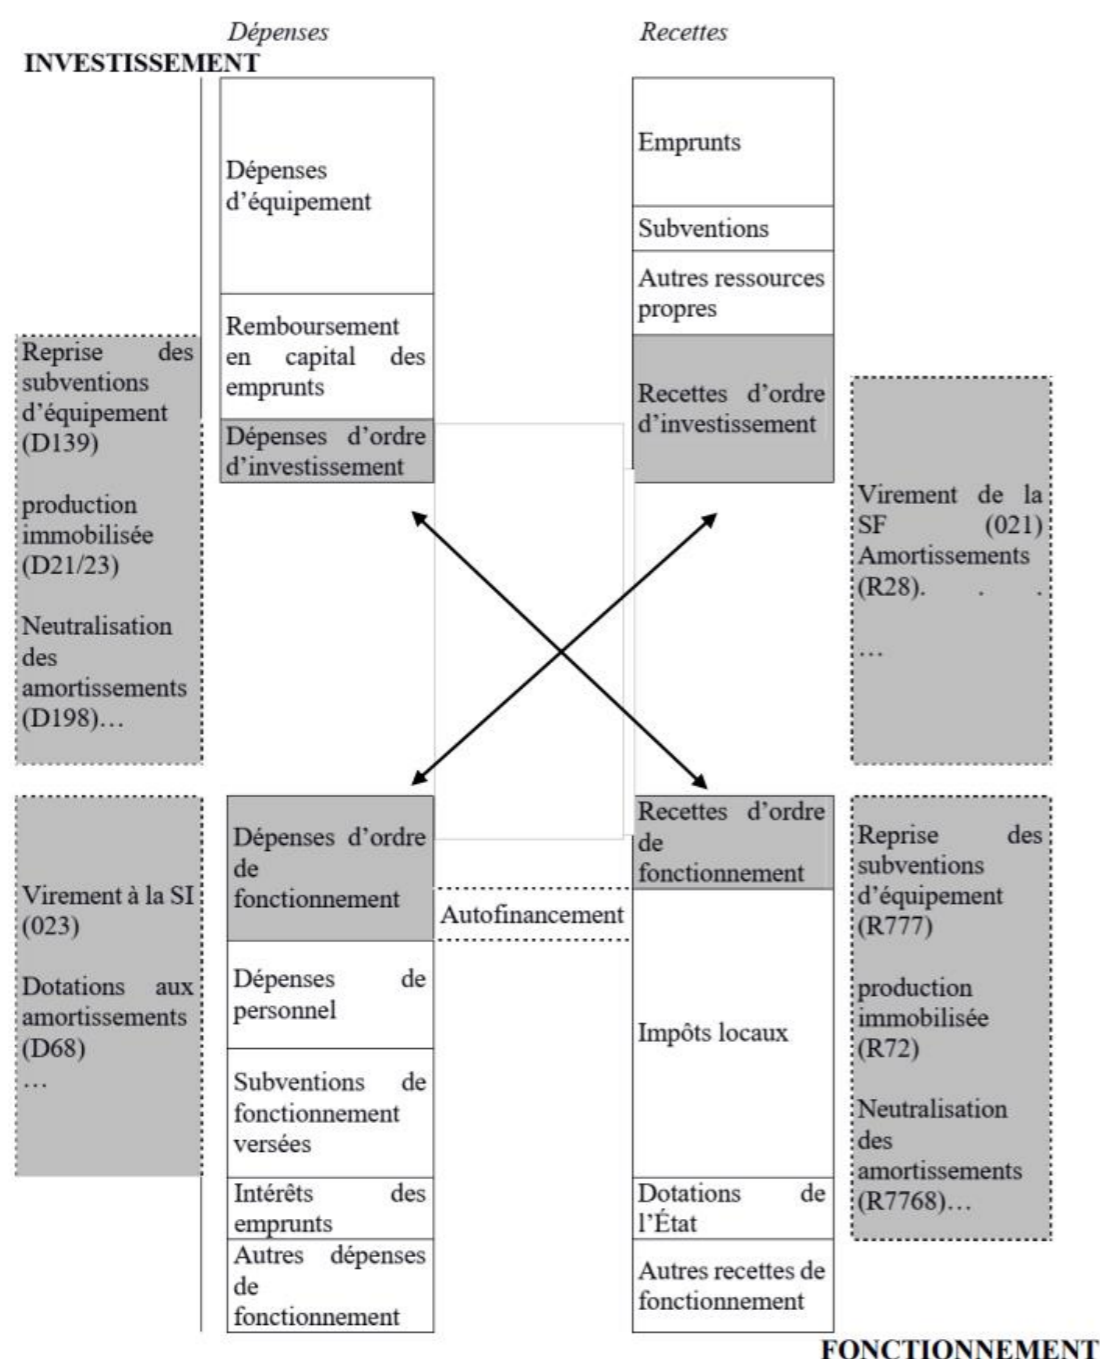 Dépenses
Recettes
INVESTISSEMENT
Dépenses
d’équipement
Remboursement
en capital des
emprunts
Dépenses d’ordre
d’investissement
Emprunts
Subventions
Autres ressources
propres
Recettes d’ordre
d’investissement
Reprise des
subventions
d’équipement
(D139)
production
immobilisée
(D21/23)
Neutralisation
des
amortissements
(D198)…
Virement de la
SF (021)
Amortissements
(R28). . .
…
Virement à la SI
(023)
Dotations aux
amortissements
(D68)
…
Dépenses d’ordre
de
fonctionnement
Dépenses de
personnel
Subventions de
fonctionnement
versées
Intérêts des
emprunts
Autres dépenses
de
fonctionnement
Autofinancement
Recettes d’ordre
de
fonctionnement
Impôts locaux
Dotations de
l’État
Autres recettes de
fonctionnement
Reprise des
subventions
d’équipement
(R777)
production
immobilisée
(R72)
Neutralisation
des
amortissements
(R7768)…
FONCTIONNEMENT